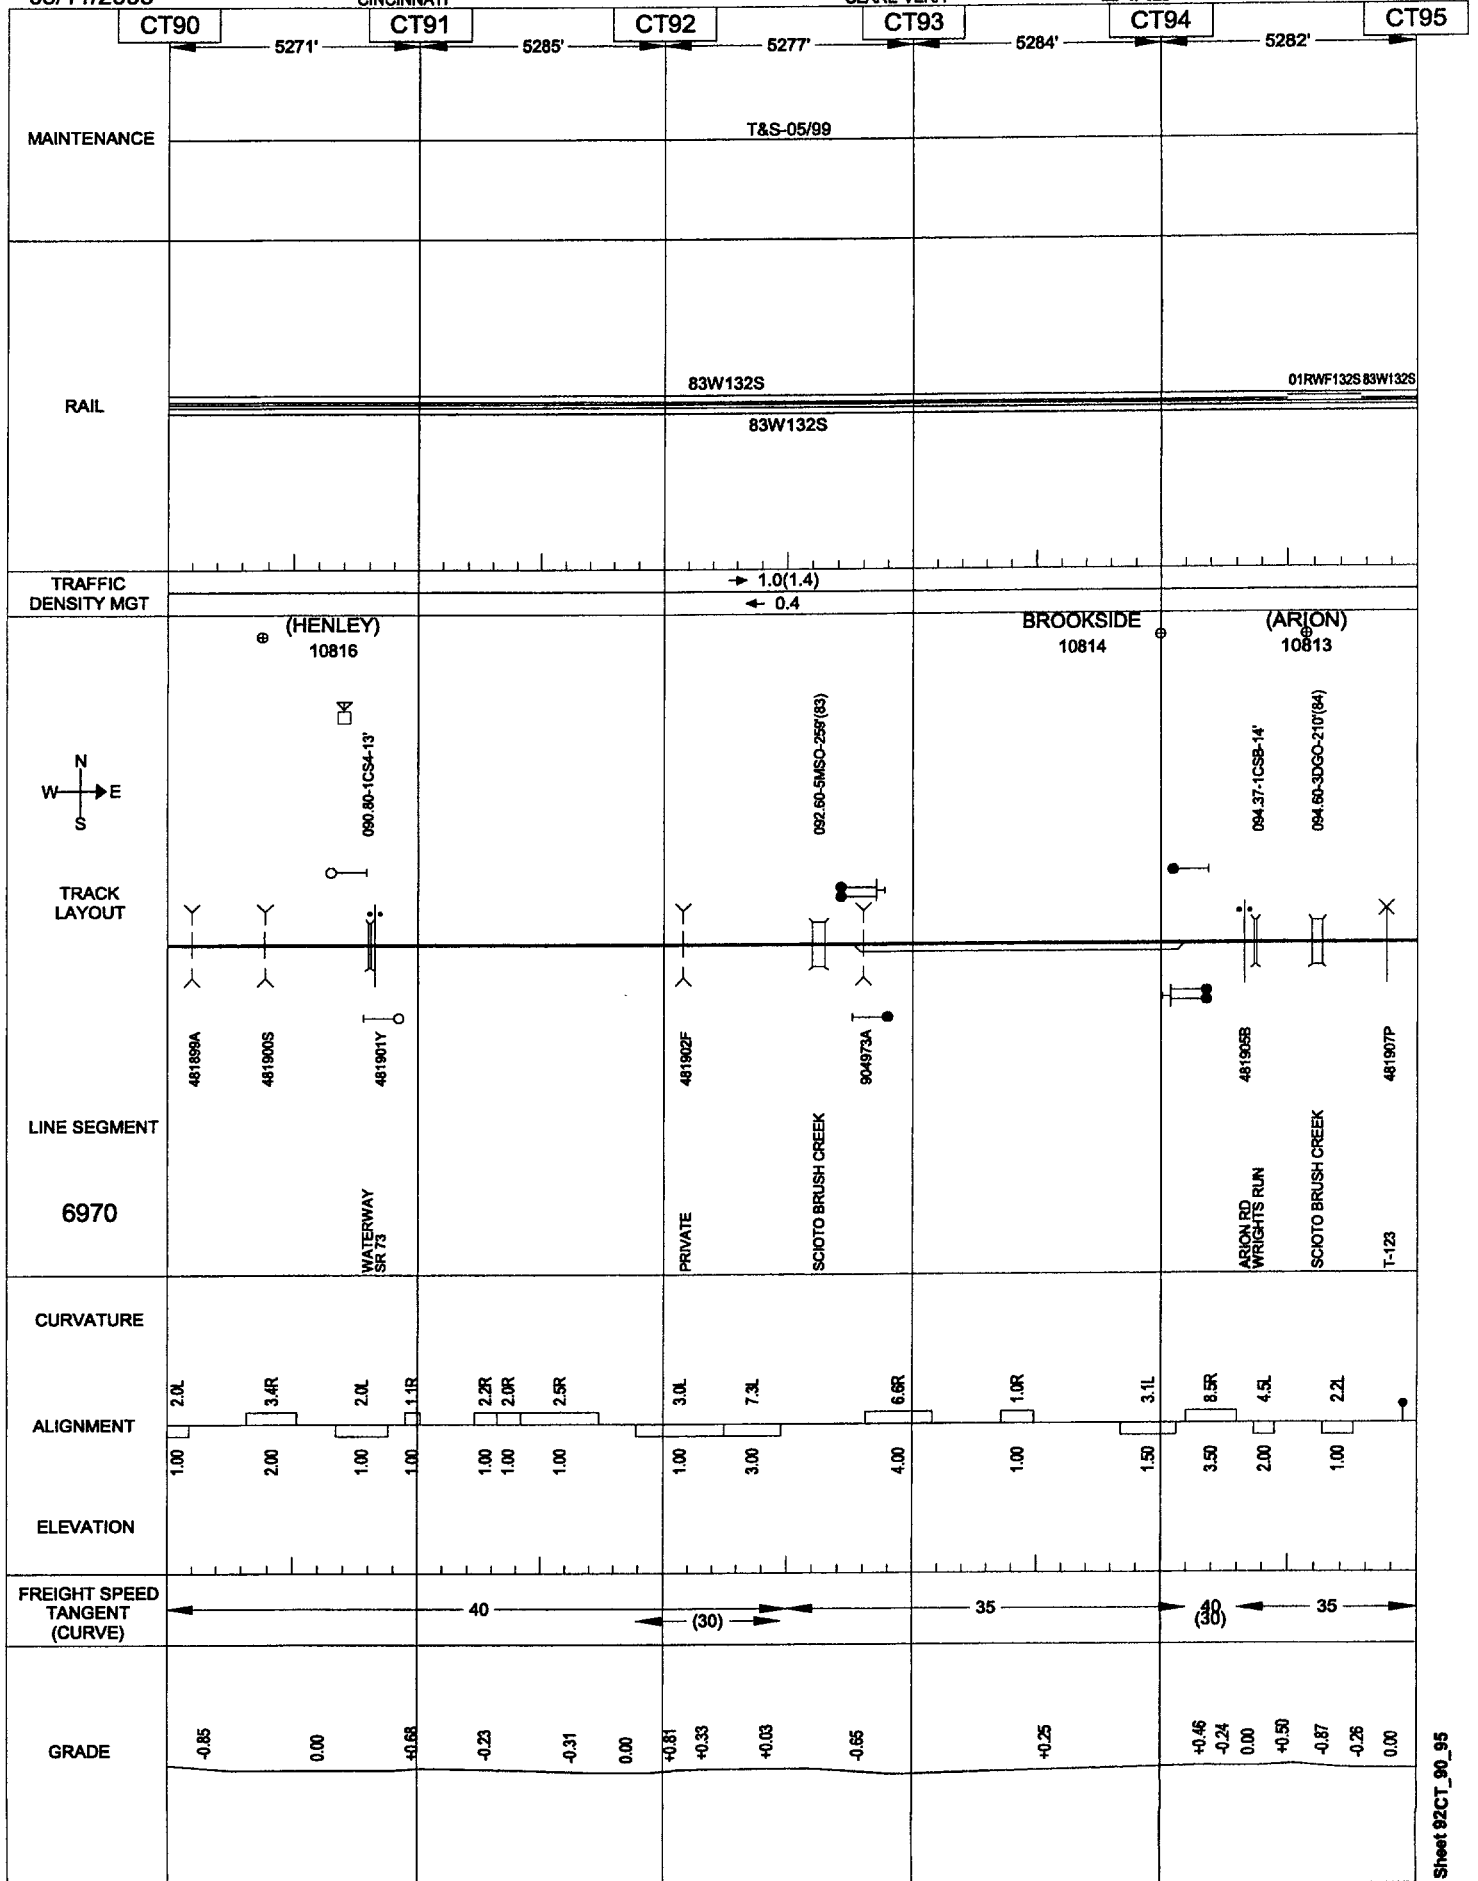 CINCINNATI
CT90 CT91 CT92 CT93 CT94 CT95
5271' 5285' 5277' 5284' 5282'
MAINTENANCE
T&S-05/99
RAIL
83W132S
01RWF132S 83W132S
83W132S
TRAFFIC
DENSITY MGT
1.0(1.4)
0.4
(HENLEY)
10816
BROOKSIDE
10814
(ARION)
10813
090.80-1CS4-13'
092.60-5MSO-259'(83)
094.37-1CSB-14'
094.60-3DGO-210'(84)
N
W E
S
TRACK
LAYOUT
481899A
481900S
481901Y
481902F
904973A
481905B
481907P
LINE SEGMENT
6970
WATERWAY
SR 73
PRIVATE
SCIOTO BRUSH CREEK
ARION RD
WRIGHTS RUN
SCIOTO BRUSH CREEK
T-123
CURVATURE
2.0L 3.4R 2.0L 1.1R 2.2R 2.0R 2.5R 3.0L 7.3L 6.6R 1.0R 3.1L 8.5R 4.5L 2.2L
ALIGNMENT
1.00 2.00 1.00 1.00 1.00 1.00 1.00 1.00 3.00 4.00 1.00 1.50 3.50 2.00 1.00
ELEVATION
FREIGHT SPEED
TANGENT
(CURVE)
40 (30) 35 40 35
(30)
GRADE
-0.85 0.00 +0.68 -0.23 -0.31 0.00 +0.81 +0.33 +0.03 -0.65 +0.25 +0.46 -0.24 0.00 +0.50 -0.87 -0.26 0.00
Sheet 92CT_90_95